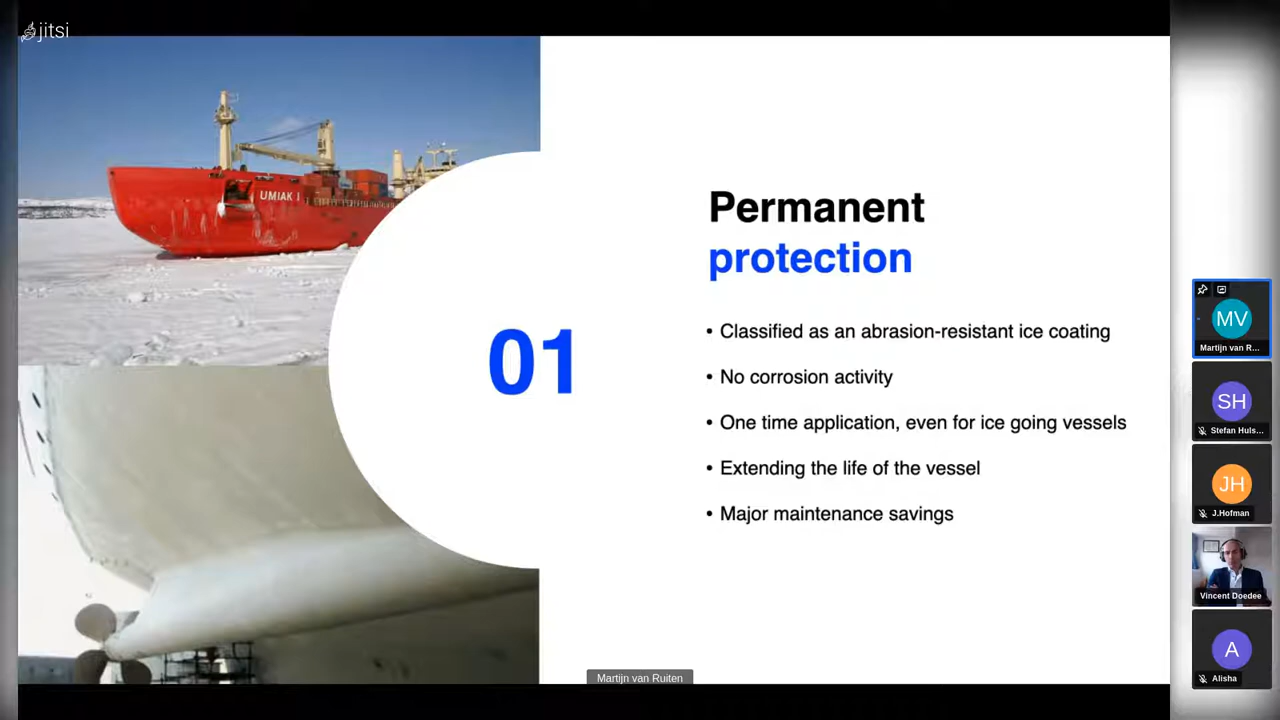 jitsi
UMIAK I
01
Permanent
protection
• Classified as an abrasion-resistant ice coating
• No corrosion activity
• One time application, even for ice going vessels
• Extending the life of the vessel
• Major maintenance savings
MV
Martijn van R...
SH
Stefan Huls...
JH
J.Hofman
Vincent Doedee
A
Alisha
Martijn van Ruiten